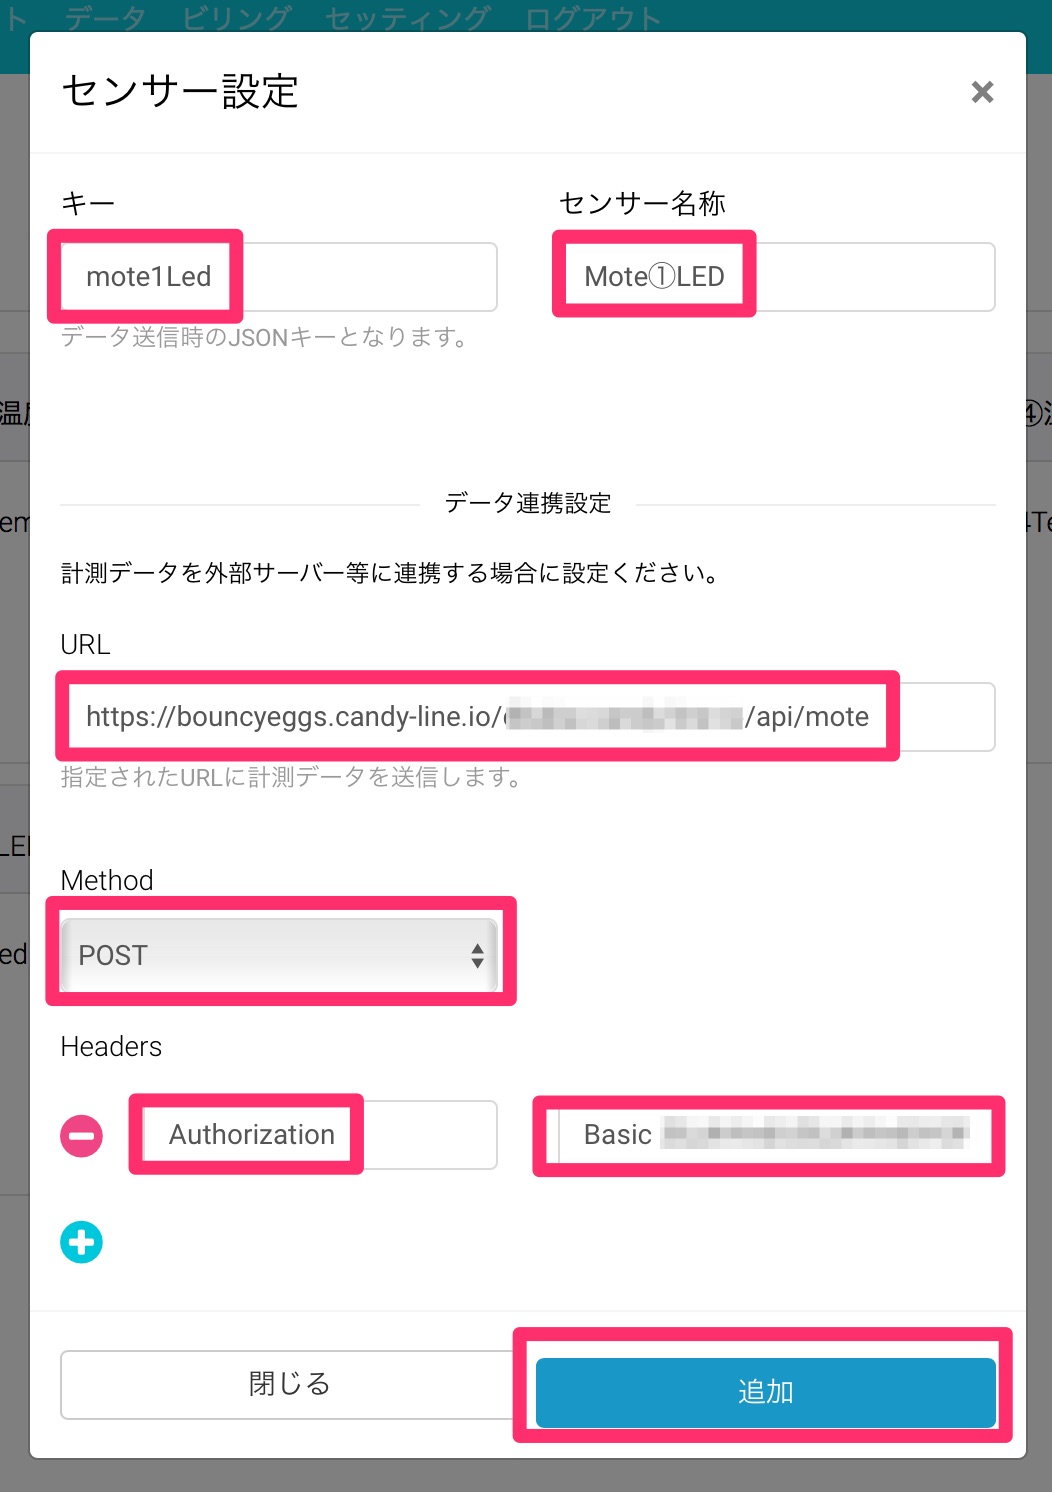 ト データ ビリング セッティング ログアウト
センサー設定
×
キー センサー名称
mote1Led Mote①LED
データ送信時のJSONキーとなります。
温
④
em
4Te
データ連携設定
計測データを外部サーバー等に連携する場合に設定ください。
URL
https://bouncyeggs.candy-line.io/ /api/mote
指定されたURLに計測データを送信します。
LE
Method
ed
POST
Headers
Authorization Basic
閉じる 追加